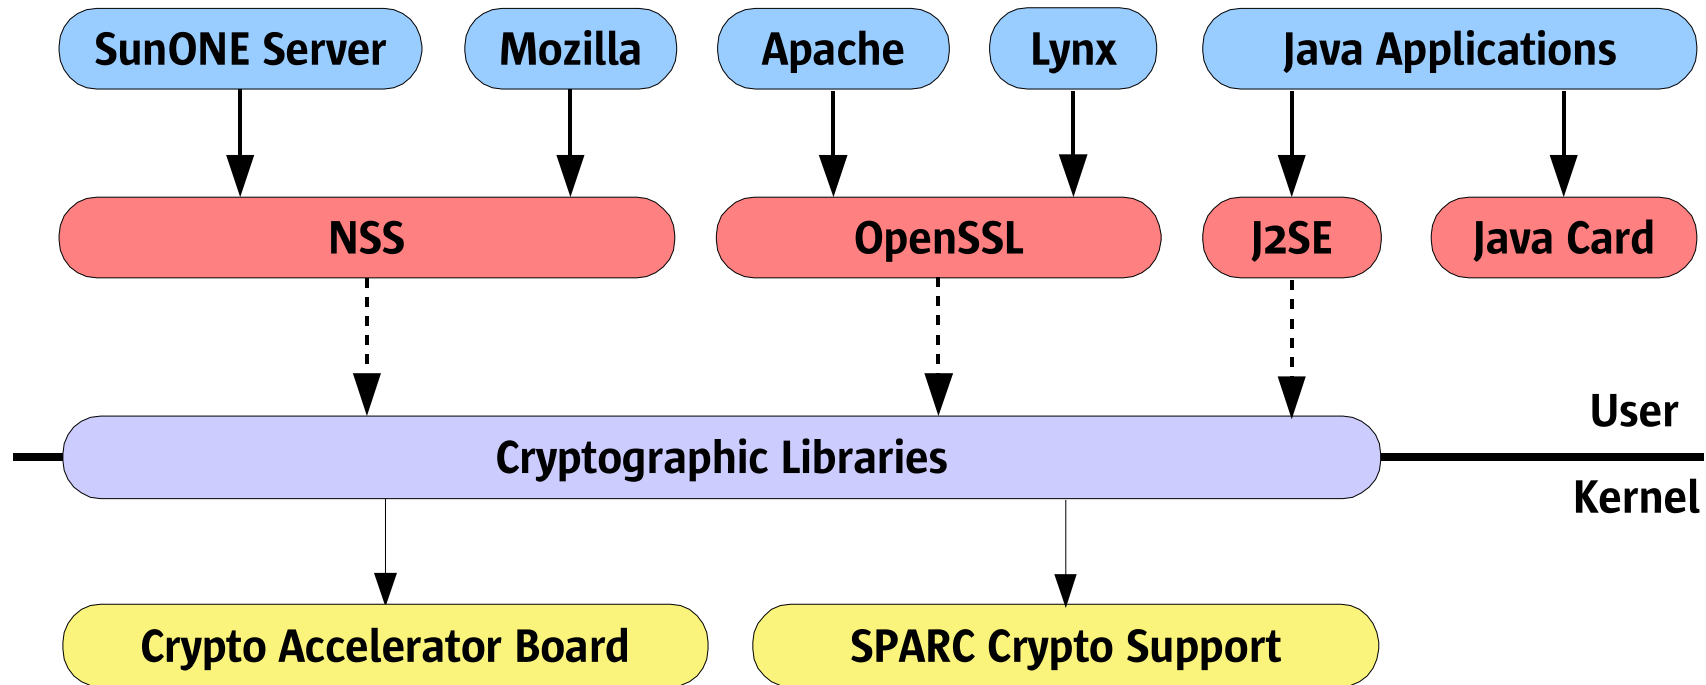 SunONE Server
Mozilla
Apache
Lynx
Java Applications
NSS
OpenSSL
J2SE
Java Card
User
Cryptographic Libraries
Kernel
Crypto Accelerator Board
SPARC Crypto Support